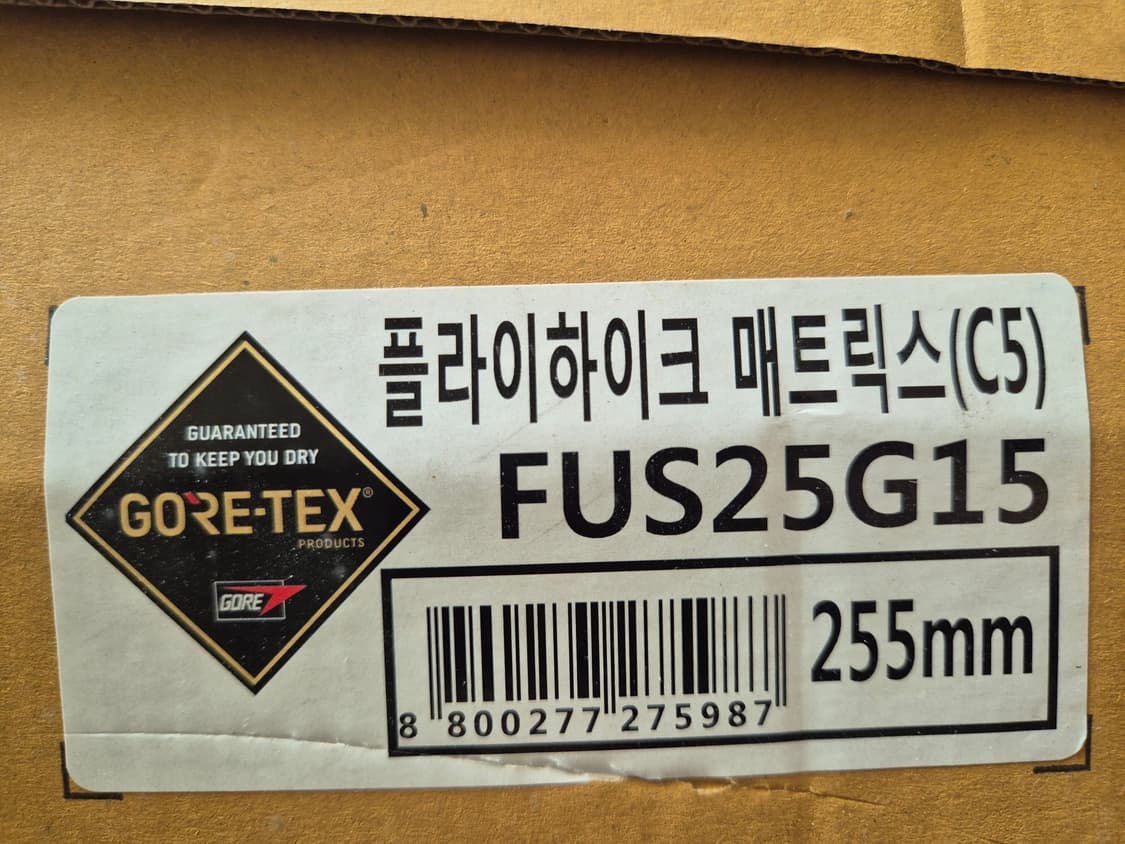 플라이하이크 매트릭스(C5)
FUS25G15
GUARANTEED
TO KEEP YOU DRY
GORE-TEX®
PRODUCTS
GORE
255mm
8 800277 275987